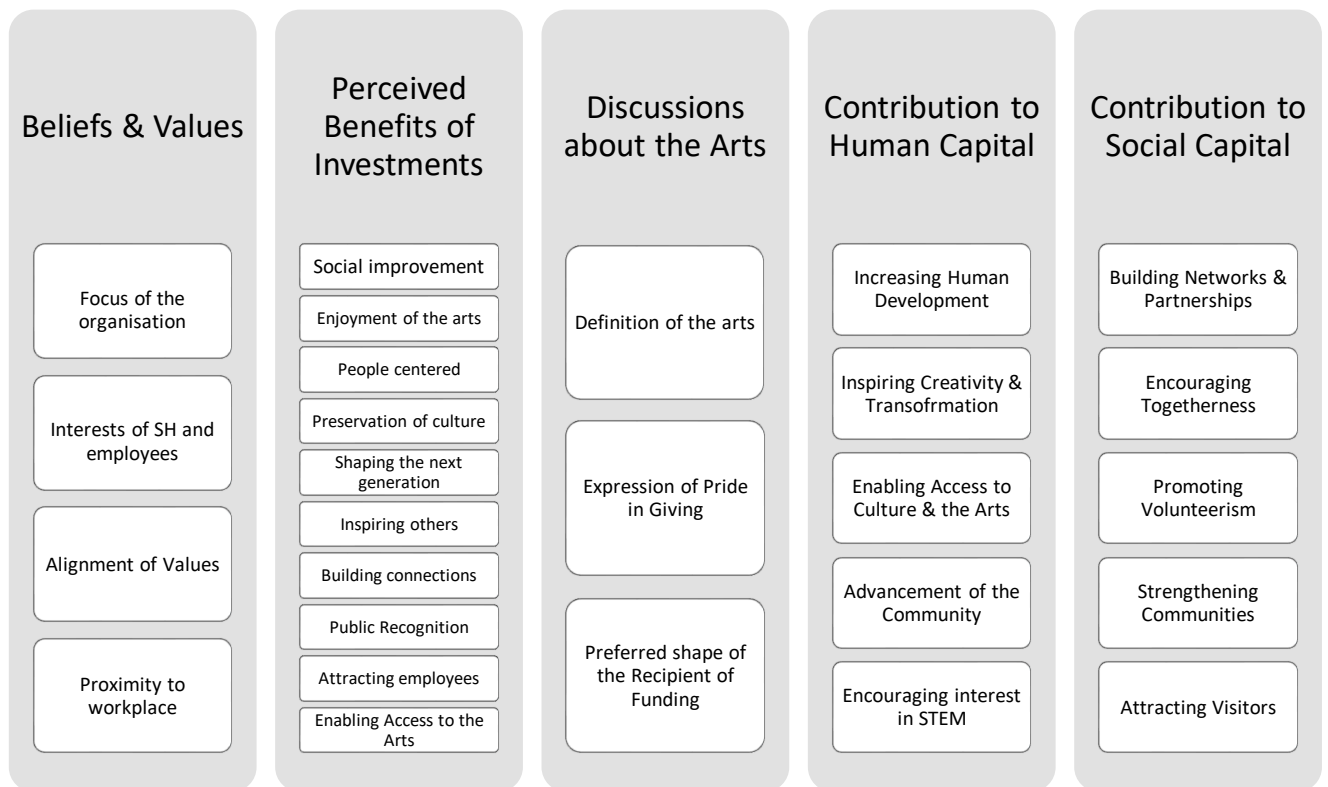 Beliefs & Values
Focus of the
organisation
Interests of SH and
employees
Alignment of Values
Proximity to
workplace
Perceived
Benefits of
Investments
Social improvement
Enjoyment of the arts
People centered
Preservation of culture
Shaping the next
generation
Inspiring others
Building connections
Public Recognition
Attracting employees
Enabling Access to the
Arts
Discussions
about the Arts
Definition of the arts
Expression of Pride
in Giving
Preferred shape of
the Recipient of
Funding
Contribution to
Human Capital
Increasing Human
Development
Inspiring Creativity &
Transofrmation
Enabling Access to
Culture & the Arts
Advancement of the
Community
Encouraging interest
in STEM
Contribution to
Social Capital
Building Networks &
Partnerships
Encouraging
Togetherness
Promoting
Volunteerism
Strengthening
Communities
Attracting Visitors